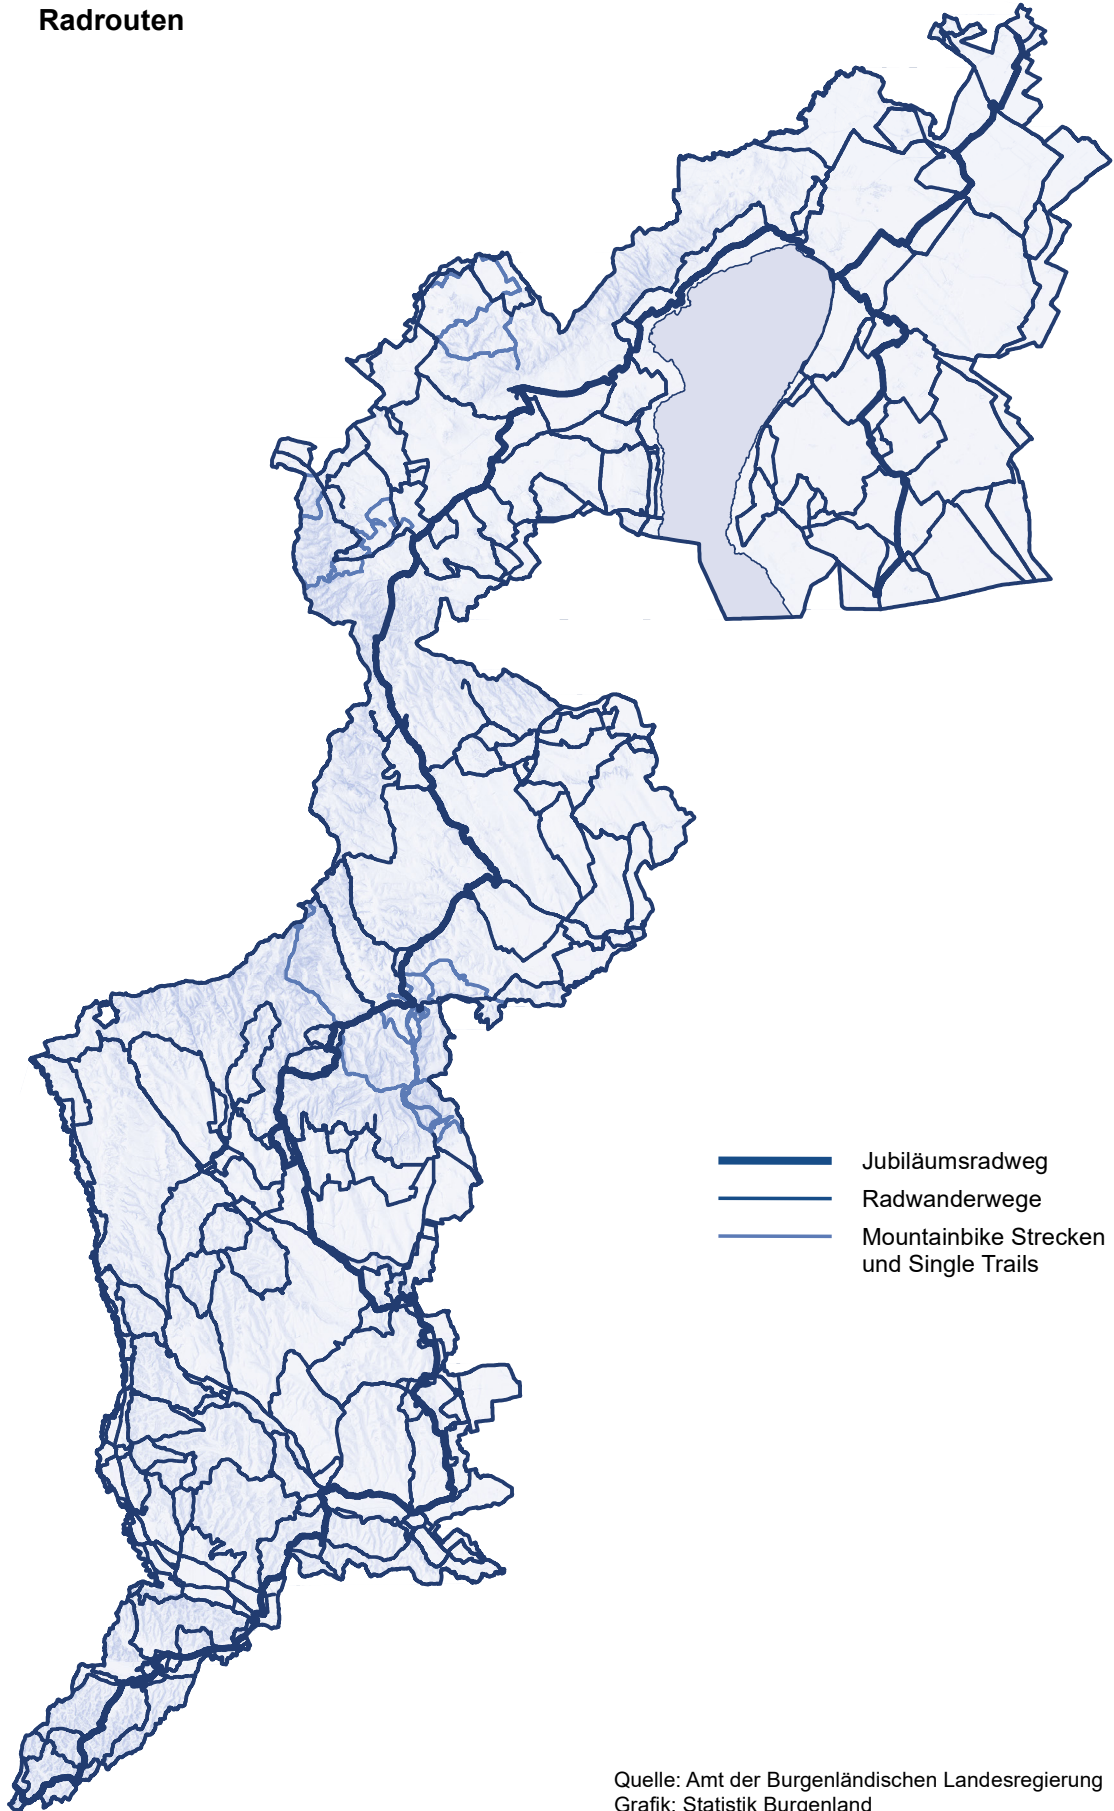 Radrouten
Jubiläumsradweg
Radwanderwege
Mountainbike Strecken
und Single Trails
Quelle: Amt der Burgenländischen Landesregierung
Grafik: Statistik Burgenland